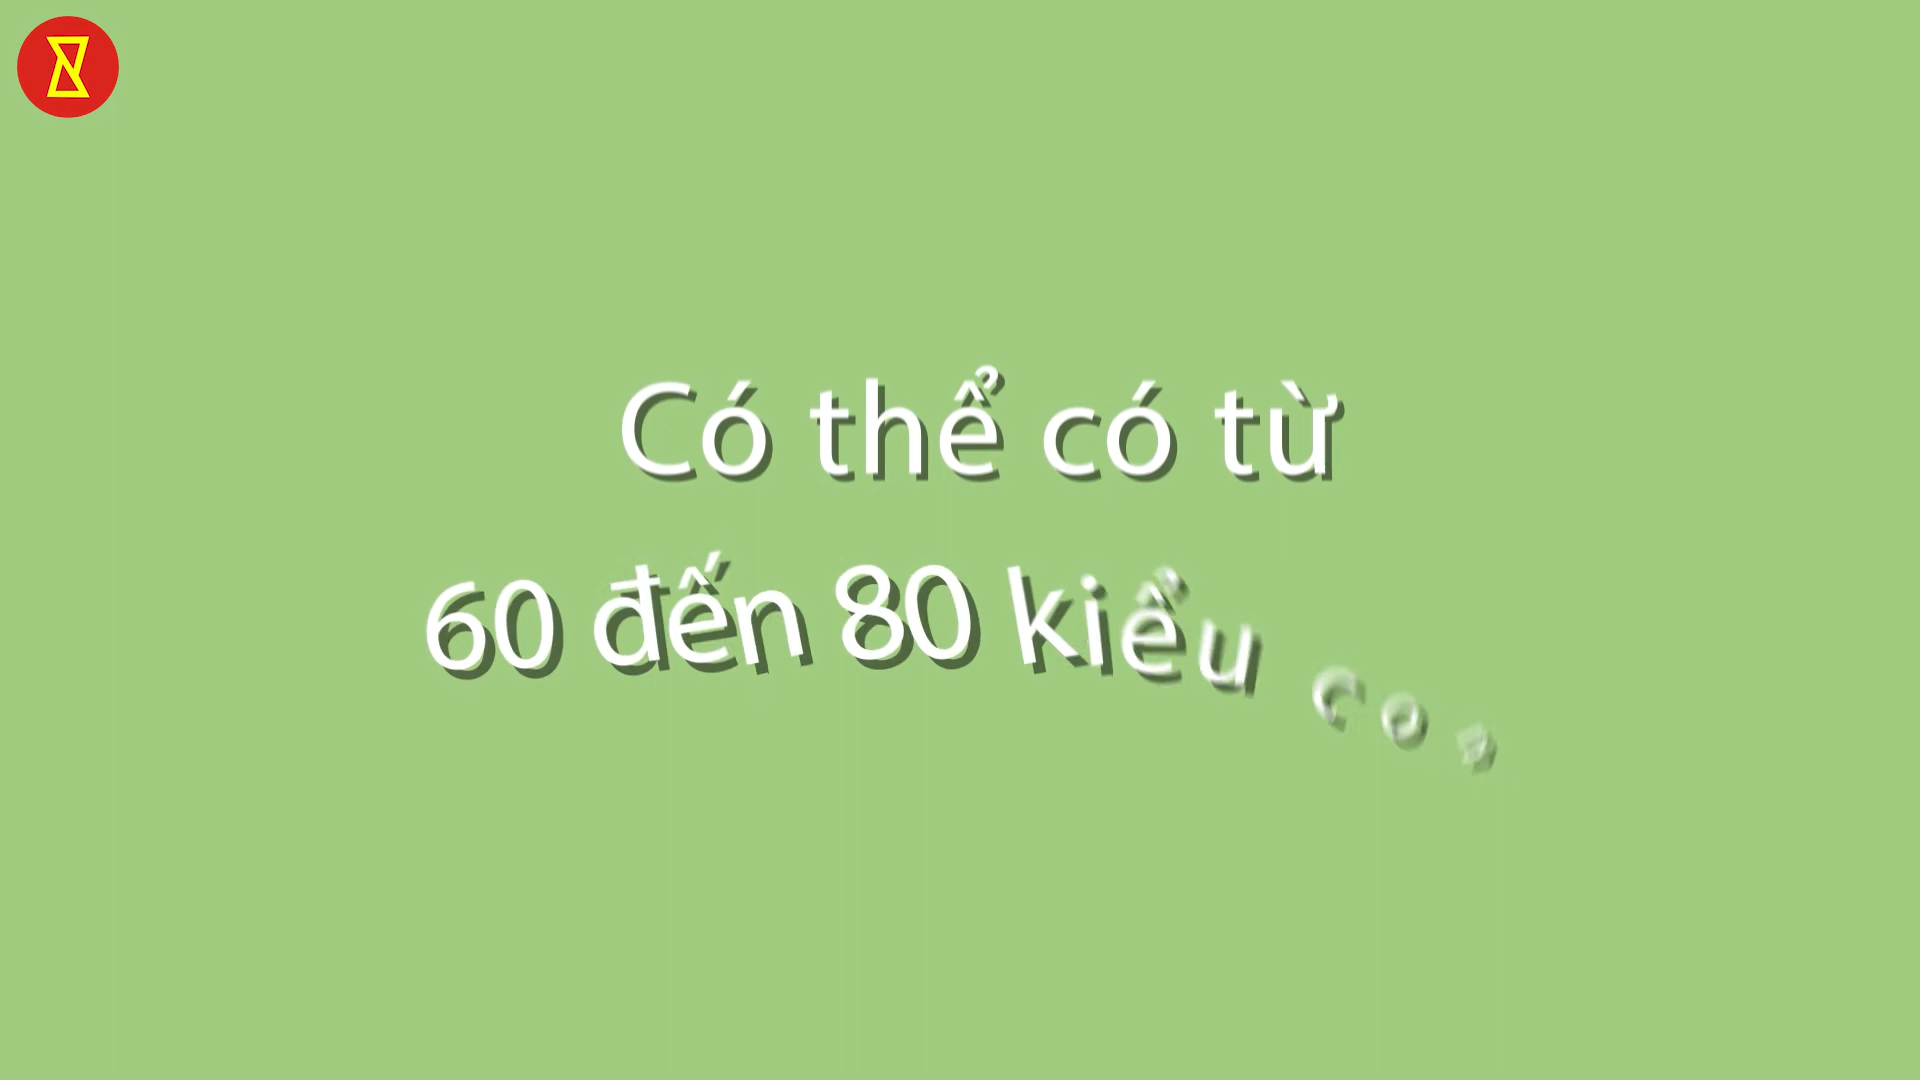 Có thể có từ
60 đến 80 kiểu